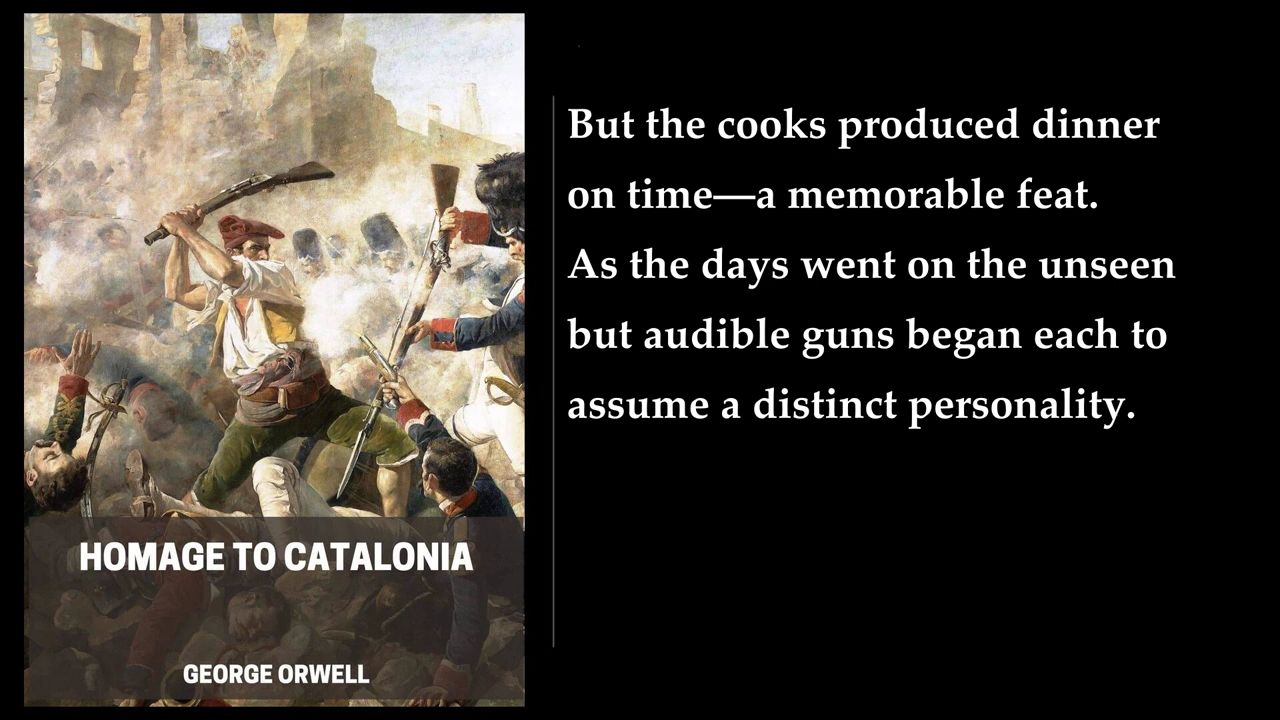 But the cooks produced dinner
on time—a memorable feat.
As the days went on the unseen
but audible guns began each to
assume a distinct personality.
HOMAGE TO CATALONIA
GEORGE ORWELL